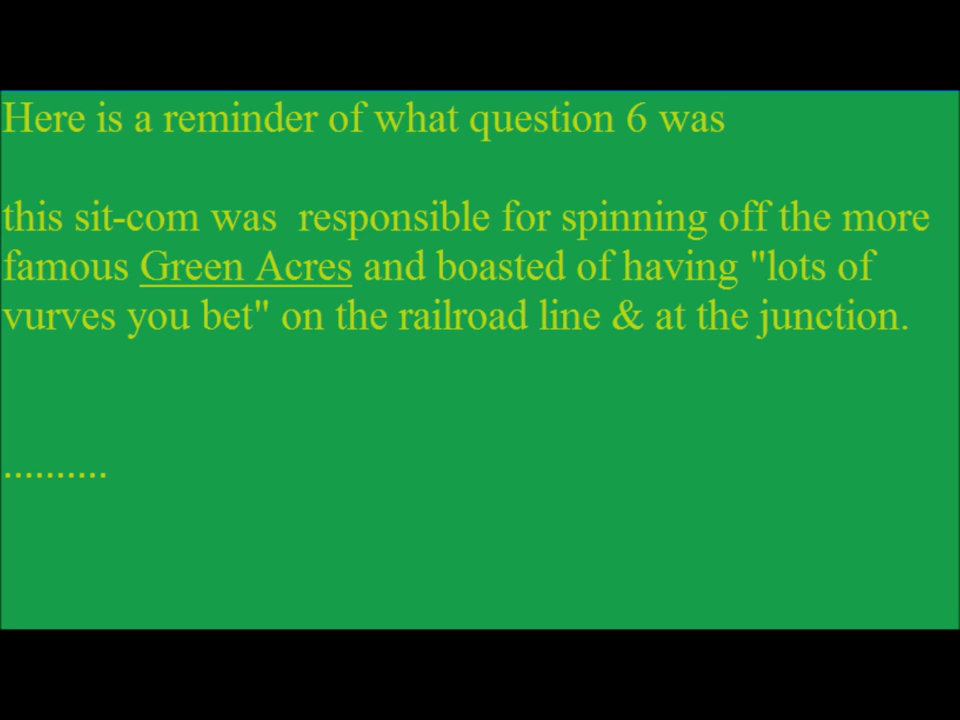 Here is a reminder of what question 6 was
this sit-com was  responsible for spinning off the more
famous Green Acres and boasted of having "lots of
vurves you bet" on the railroad line & at the junction.
..........